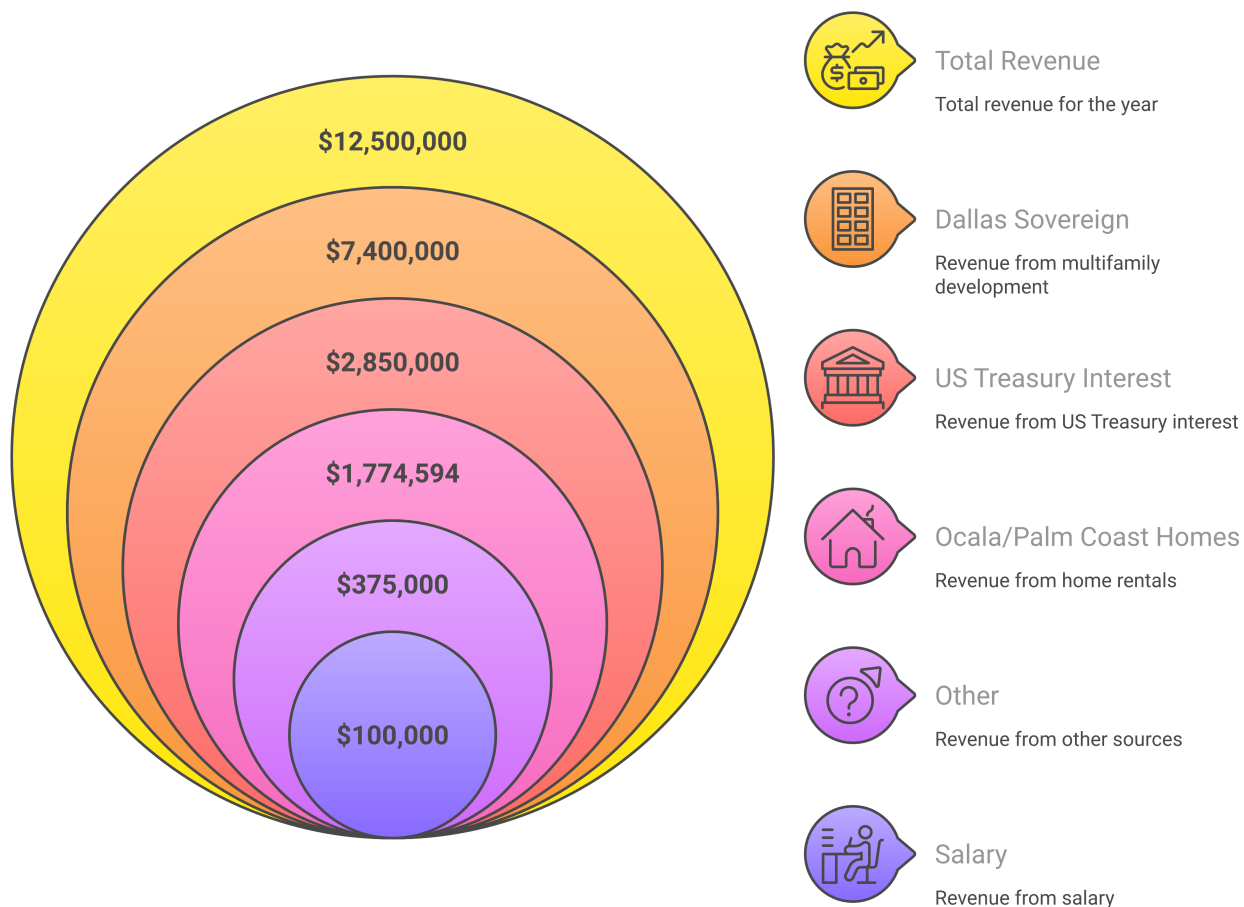 $12,500,000
$7,400,000
$2,850,000
$1,774,594
$375,000
$100,000
$
Total Revenue
Total revenue for the year
Dallas Sovereign
Revenue from multifamily
development
US Treasury Interest
Revenue from US Treasury interest
Ocala/Palm Coast Homes
Revenue from home rentals
?
Other
Revenue from other sources
Salary
Revenue from salary